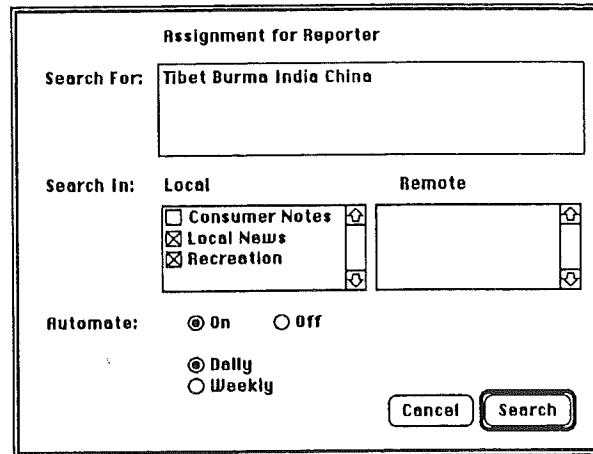 Assignment for Reporter
Search For: Tibet Burma India China
Search In: Local Remote
Consumer Notes
Local News
Recreation
Automate: On Off
Daily
Weekly
Cancel Search